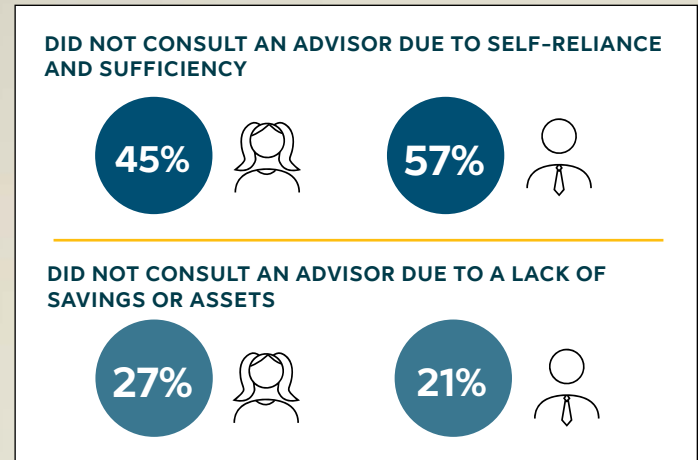 DID NOT CONSULT AN ADVISOR DUE TO SELF-RELIANCE
AND SUFFICIENCY
45%
57%
DID NOT CONSULT AN ADVISOR DUE TO A LACK OF
SAVINGS OR ASSETS
27%
21%